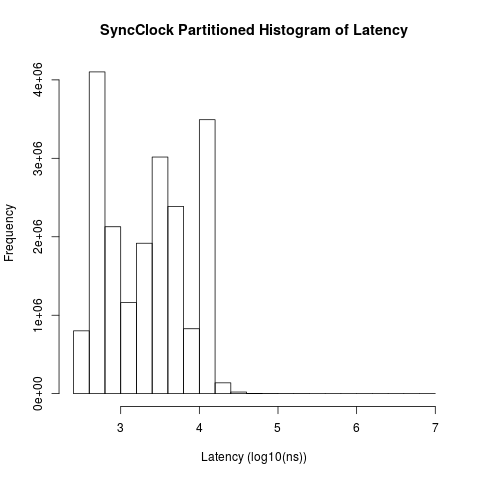 SyncClock Partitioned Histogram of Latency
4e+06
3e+06
2e+06
1e+06
0e+00
Frequency
3 4 5 6 7
Latency (log10(ns))